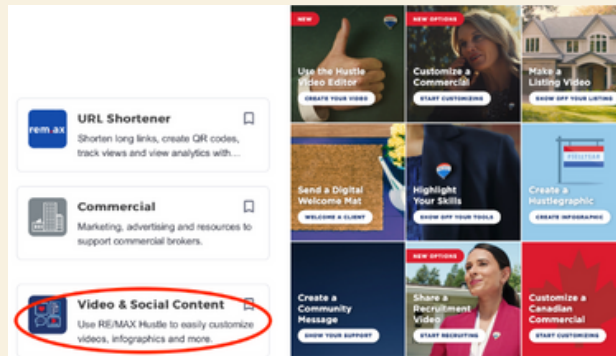 URL Shortener
remax
Shorten long links, create QR codes,
track views and view analytics with...
Commercial
Marketing, advertising and resources to
support commercial brokers.
Video & Social Content
Use RE/MAX Hustle to easily customize
videos, infographics and more.
NEW
Use the Hustle
Video Editor
CREATE YOUR VIDEO
NEW OPTIONS
Customize a
Commercial
START CUSTOMIZING
Make a
Listing Video
SHOW OFF YOUR LISTING
Send a Digital
Welcome Mat
WELCOME A CLIENT
Highlight
Your Skills
SHOW OFF YOUR TOOLS
Create a
Hustlegraphic
CREATE INFOGRAPHIC
Create a
Community
Message
SHOW YOUR SUPPORT
NEW OPTIONS
Share a
Recruitment
Video
START RECRUITING
Customize a
Canadian
Commercial
START CUSTOMIZING